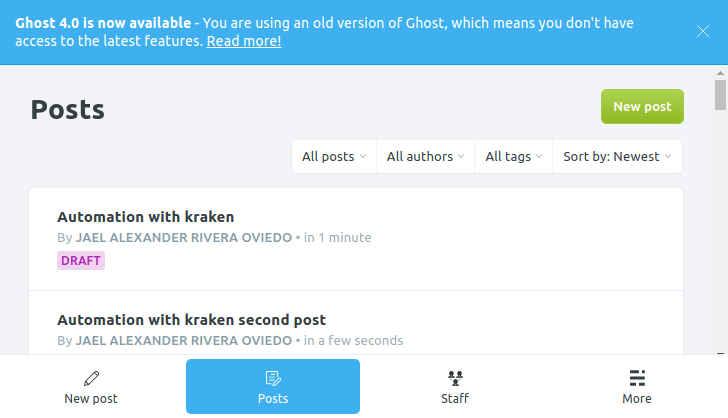 Ghost 4.0 is now available - You are using an old version of Ghost, which means you don't have
access to the latest features. Read more!
Posts
New post
All posts
All authors
All tags
Sort by: Newest
Automation with kraken
By JAEL ALEXANDER RIVERA OVIEDO • in 1 minute
DRAFT
Automation with kraken second post
By JAEL ALEXANDER RIVERA OVIEDO • in a few seconds
New post
Posts
Staff
More